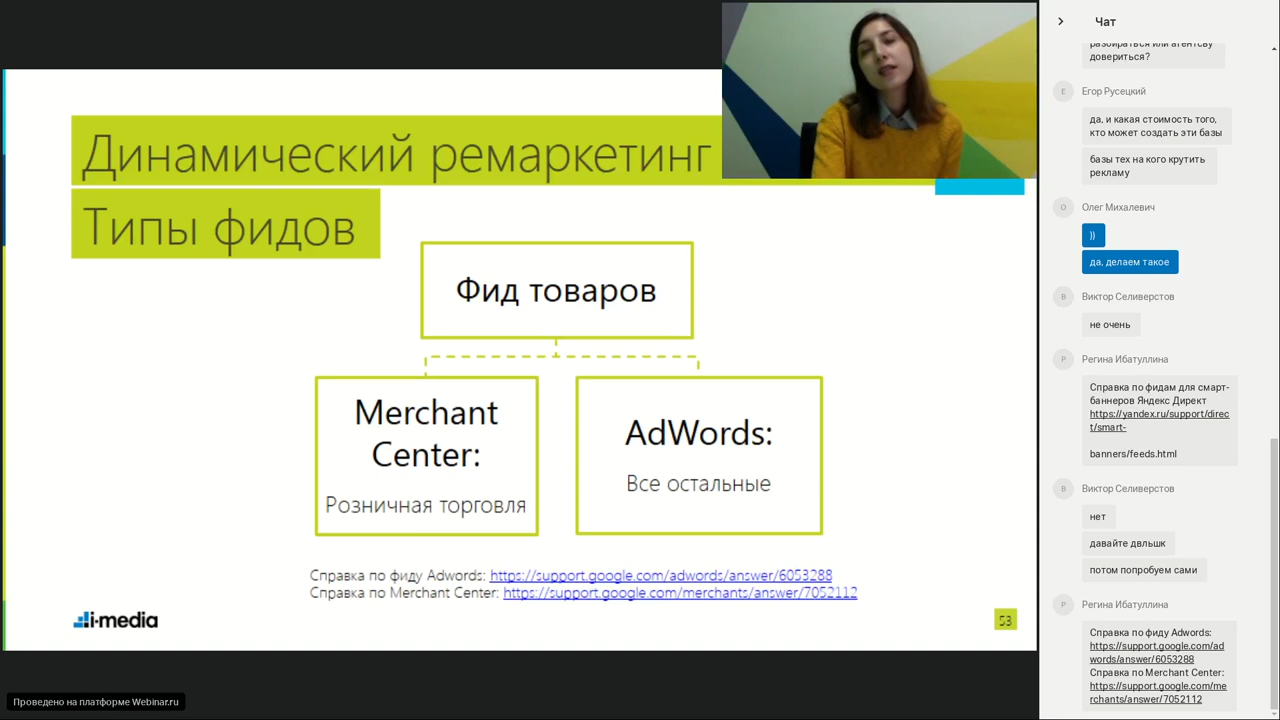 Динамический ремаркетинг
Типы фидов
Фид товаров
Merchant
Center:
Розничная торговля
AdWords:
Все остальные
Справка по фиду Adwords: https://support.google.com/adwords/answer/6053288
Справка по Merchant Center: https://support.google.com/merchants/answer/7052112
i-media
53
Проведено на платформе Webinar.ru
Чат
разбираться или агентсву
довериться?
Е
Егор Русецкий
да. и какая стоимость того,
кто может создать эти базы
базы тех на кого крутить
рекламу
О
Олег Михалевич
))
да, делаем такое
В
Виктор Селиверстов
не очень
Р
Регина Ибатуллина
Справка по фидам для смарт-
баннеров Яндекс Директ
https://yandex.ru/support/direc
t/smart-
banners/feeds.html
В
Виктор Селиверстов
нет
давайте двльшк
потом попробуем сами
Р
Регина Ибатуллина
Справка по фиду Adwords:
https://support.google.com/ad
words/answer/6053288
Справка по Merchant Center:
https://support.google.com/me
rchants/answer/7052112